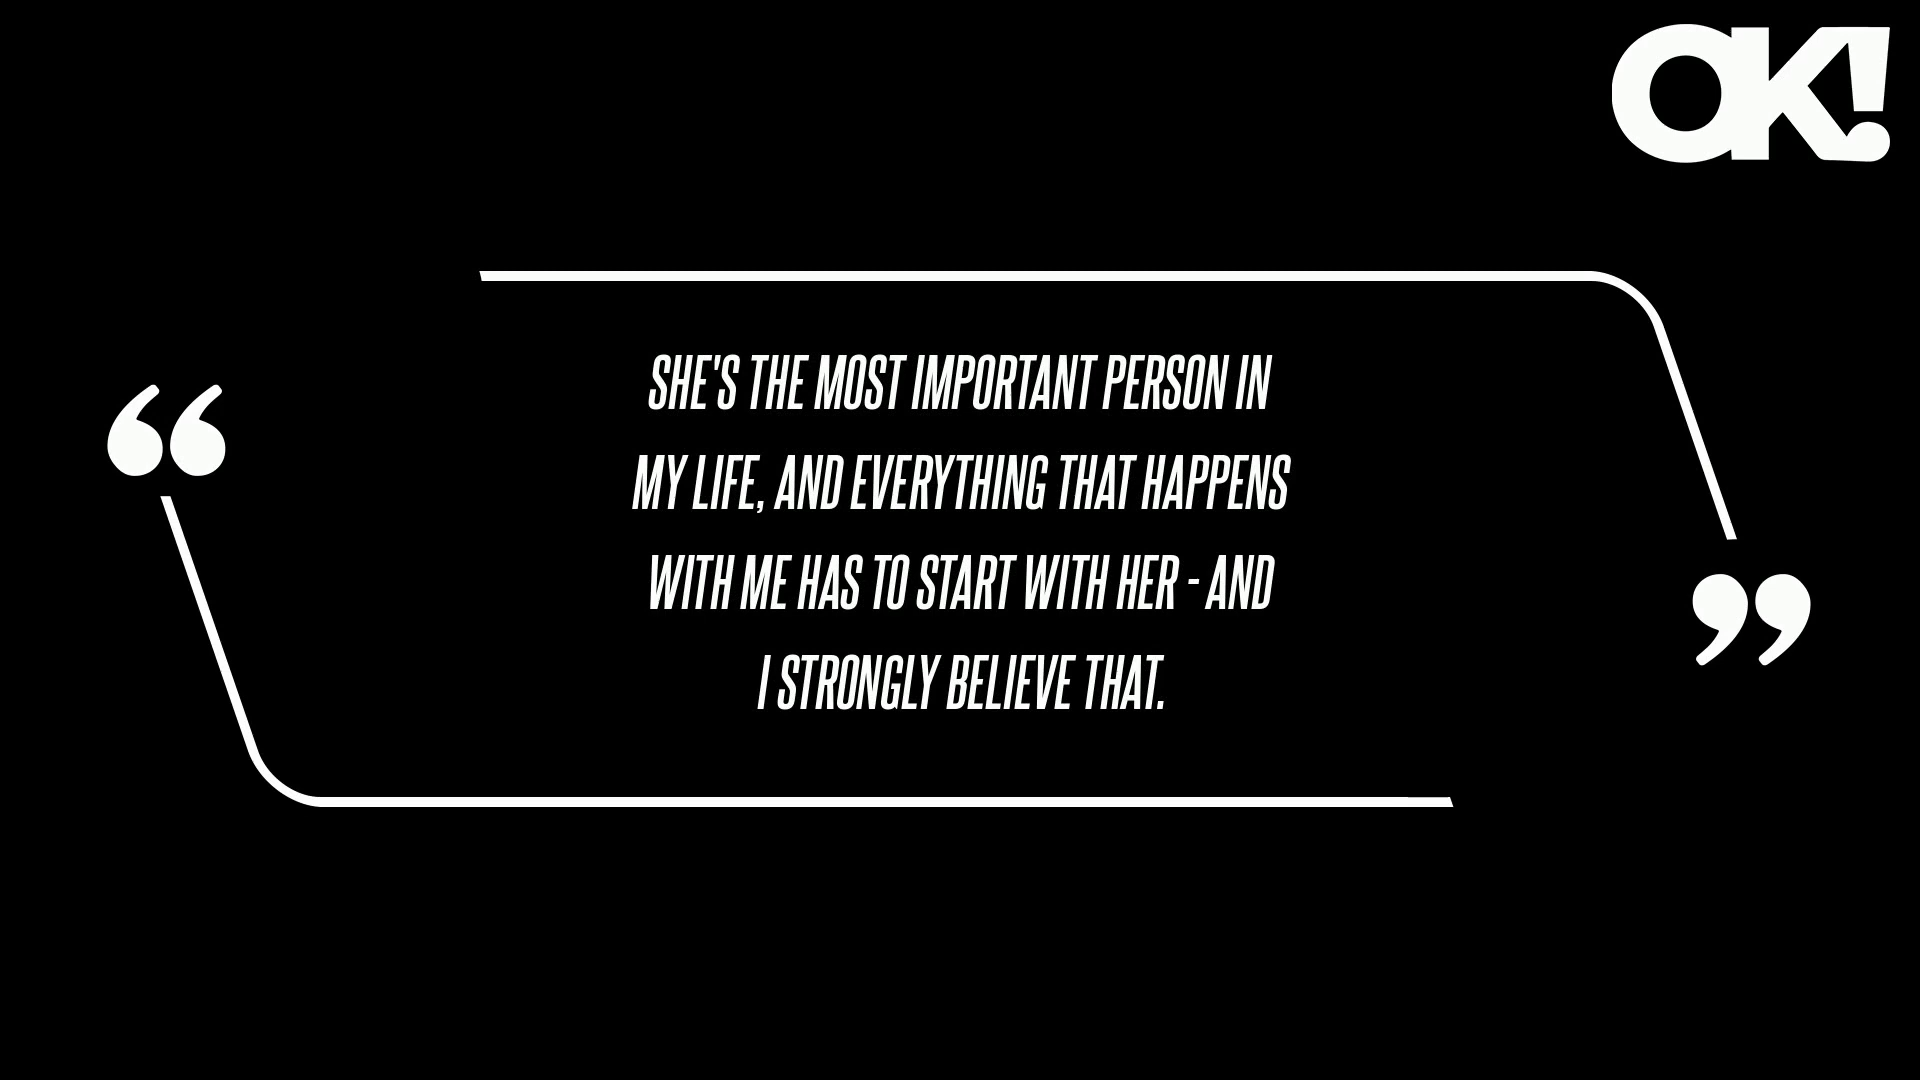 OK!
“
SHE'S THE MOST IMPORTANT PERSON IN
MY LIFE, AND EVERYTHING THAT HAPPENS
WITH ME HAS TO START WITH HER - AND
I STRONGLY BELIEVE THAT.
”